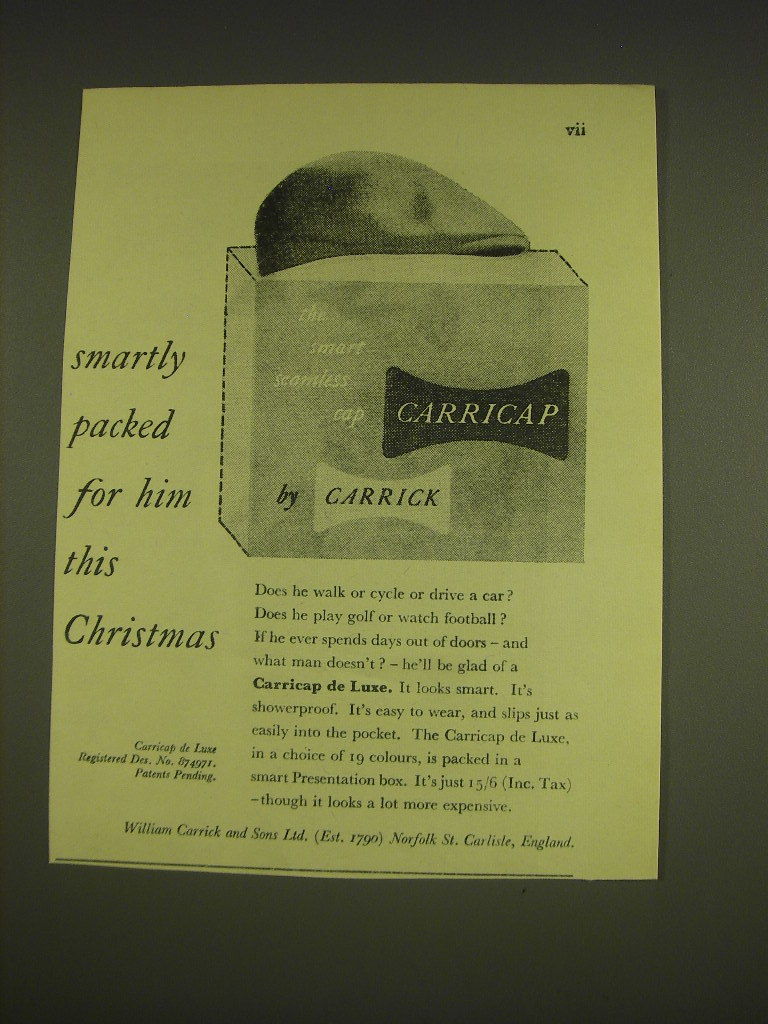 vii
smartly
packed
for him
this
Christmas
the
smart
seamless
cap
CARRICAP
by CARRICK
Does he walk or cycle or drive a car?
Does he play golf or watch football?
If he ever spends days out of doors – and
what man doesn't? – he'll be glad of a
Carricap de Luxe. It looks smart. It's
showerproof. It's easy to wear, and slips just as
easily into the pocket. The Carricap de Luxe,
in a choice of 19 colours, is packed in a
smart Presentation box. It's just 15/6 (Inc. Tax)
–though it looks a lot more expensive.
Carricap de Luxe
Registered Des. No. 874971.
Patents Pending.
William Carrick and Sons Ltd. (Est. 1790) Norfolk St. Carlisle, England.